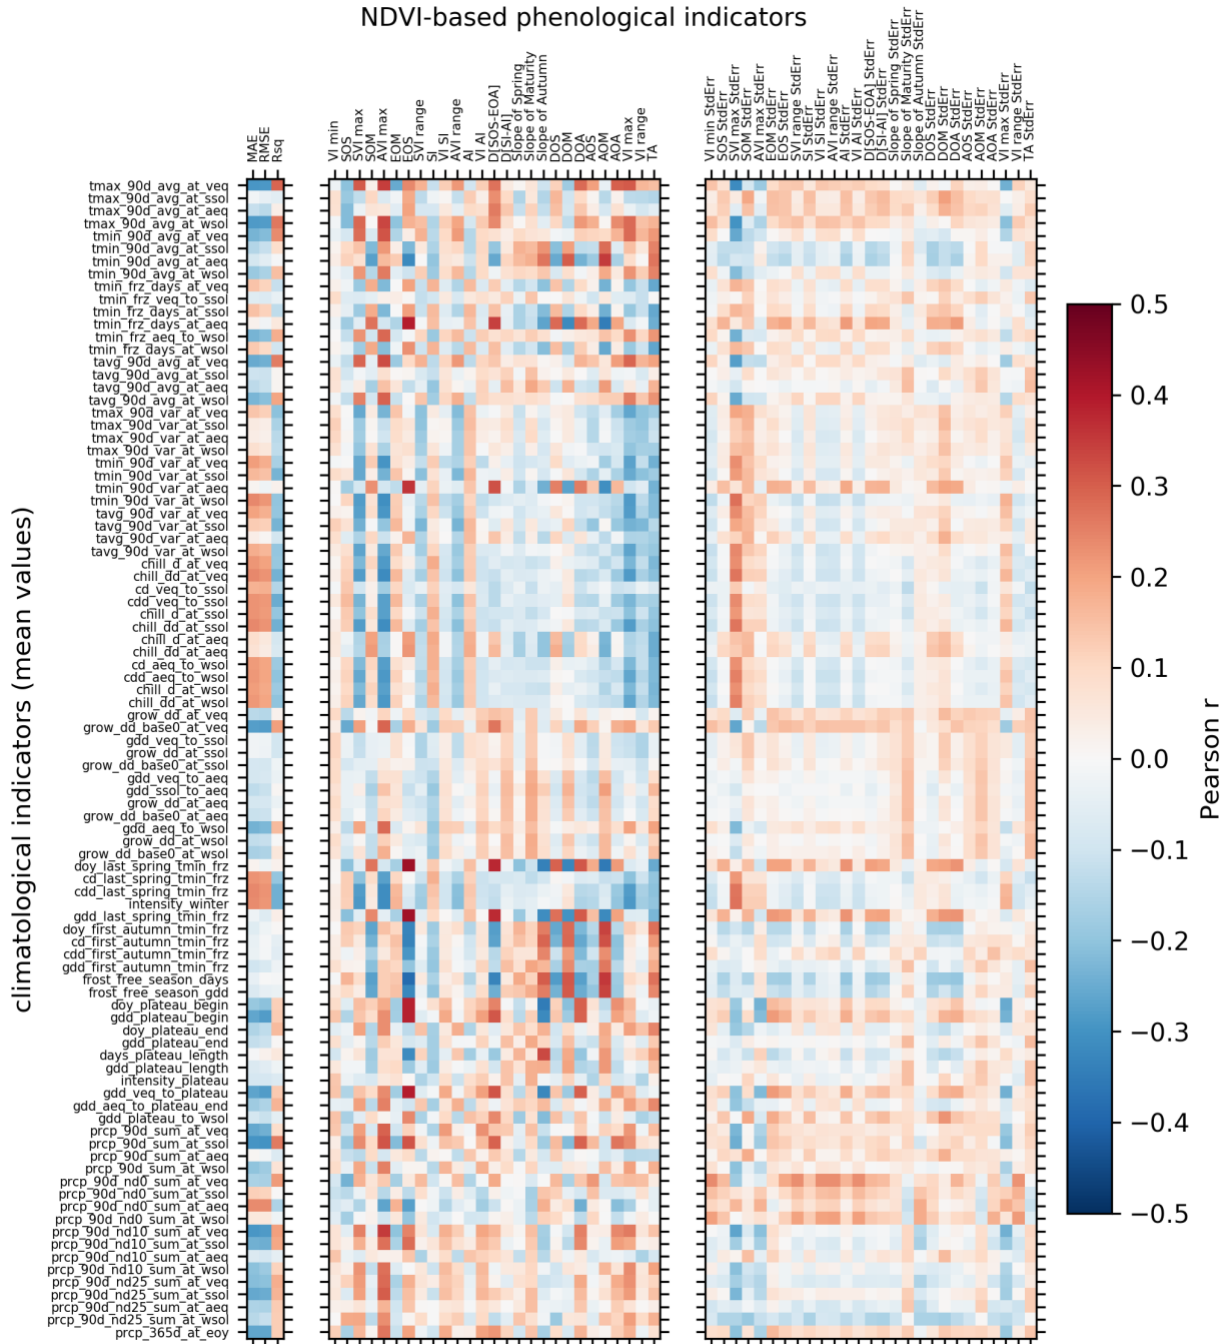 NDVI-based phenological indicators
MAE
RMSE
Rsq
VI min
SOS
SVI max
SOM
AVI max
EOM
EOS
SVI range
SI
VI SI
AVI range
AI
VI AI
D[SOS-EOA]
D[SI-AI]
Slope of Spring
Slope of Maturity
Slope of Autumn
DOS
DOM
DOA
AOS
AOM
AOA
VI max
VI range
TA
VI min StdErr
SOS StdErr
SVI max StdErr
SOM StdErr
AVI max StdErr
EOM StdErr
EOS StdErr
SVI range StdErr
SI StdErr
VI SI StdErr
AVI range StdErr
AI StdErr
VI AI StdErr
D[SOS-EOA] StdErr
D[SI-AI] StdErr
Slope of Spring StdErr
Slope of Maturity StdErr
Slope of Autumn StdErr
DOS StdErr
DOM StdErr
DOA StdErr
AOS StdErr
AOM StdErr
AOA StdErr
VI max StdErr
VI range StdErr
TA StdErr
climatological indicators (mean values)
tmax_90d_avg_at_veq
tmax_90d_avg_at_ssol
tmax_90d_avg_at_aeq
tmax_90d_avg_at_wsol
tmin_90d_avg_at_veq
tmin_90d_avg_at_ssol
tmin_90d_avg_at_aeq
tmin_90d_avg_at_wsol
tmin_frz_days_at_veq
tmin_frz_veq_to_ssol
tmin_frz_days_at_ssol
tmin_frz_days_at_aeq
tmin_frz_aeq_to_wsol
tmin_frz_days_at_wsol
tavg_90d_avg_at_veq
tavg_90d_avg_at_ssol
tavg_90d_avg_at_aeq
tavg_90d_avg_at_wsol
tmax_90d_var_at_veq
tmax_90d_var_at_ssol
tmax_90d_var_at_aeq
tmax_90d_var_at_wsol
tmin_90d_var_at_veq
tmin_90d_var_at_ssol
tmin_90d_var_at_aeq
tmin_90d_var_at_wsol
tavg_90d_var_at_veq
tavg_90d_var_at_ssol
tavg_90d_var_at_aeq
tavg_90d_var_at_wsol
chill_d_at_veq
chill_dd_at_veq
cd_veq_to_ssol
cdd_veq_to_ssol
chill_d_at_ssol
chill_dd_at_ssol
chill_d_at_aeq
chill_dd_at_aeq
cd_aeq_to_wsol
cdd_aeq_to_wsol
chill_d_at_wsol
chill_dd_at_wsol
grow_dd_at_veq
grow_dd_base0_at_veq
gdd_veq_to_ssol
grow_dd_at_ssol
grow_dd_base0_at_ssol
gdd_veq_to_aeq
gdd_ssol_to_aeq
grow_dd_at_aeq
grow_dd_base0_at_aeq
gdd_aeq_to_wsol
grow_dd_at_wsol
grow_dd_base0_at_wsol
doy_last_spring_tmin_frz
cd_last_spring_tmin_frz
cdd_last_spring_tmin_frz
intensity_winter
gdd_last_spring_tmin_frz
doy_first_autumn_tmin_frz
cd_first_autumn_tmin_frz
cdd_first_autumn_tmin_frz
gdd_first_autumn_tmin_frz
frost_free_season_days
frost_free_season_gdd
doy_plateau_begin
gdd_plateau_begin
doy_plateau_end
gdd_plateau_end
days_plateau_length
gdd_plateau_length
intensity_plateau
gdd_veq_to_plateau
gdd_aeq_to_plateau_end
gdd_plateau_to_wsol
prcp_90d_sum_at_veq
prcp_90d_sum_at_ssol
prcp_90d_sum_at_aeq
prcp_90d_sum_at_wsol
prcp_90d_nd0_sum_at_veq
prcp_90d_nd0_sum_at_ssol
prcp_90d_nd0_sum_at_aeq
prcp_90d_nd0_sum_at_wsol
prcp_90d_nd10_sum_at_veq
prcp_90d_nd10_sum_at_ssol
prcp_90d_nd10_sum_at_aeq
prcp_90d_nd10_sum_at_wsol
prcp_90d_nd25_sum_at_veq
prcp_90d_nd25_sum_at_ssol
prcp_90d_nd25_sum_at_aeq
prcp_90d_nd25_sum_at_wsol
prcp_365d_at_eoy
0.5
0.4
0.3
0.2
0.1
0.0
−0.1
−0.2
−0.3
−0.4
−0.5
Pearson r